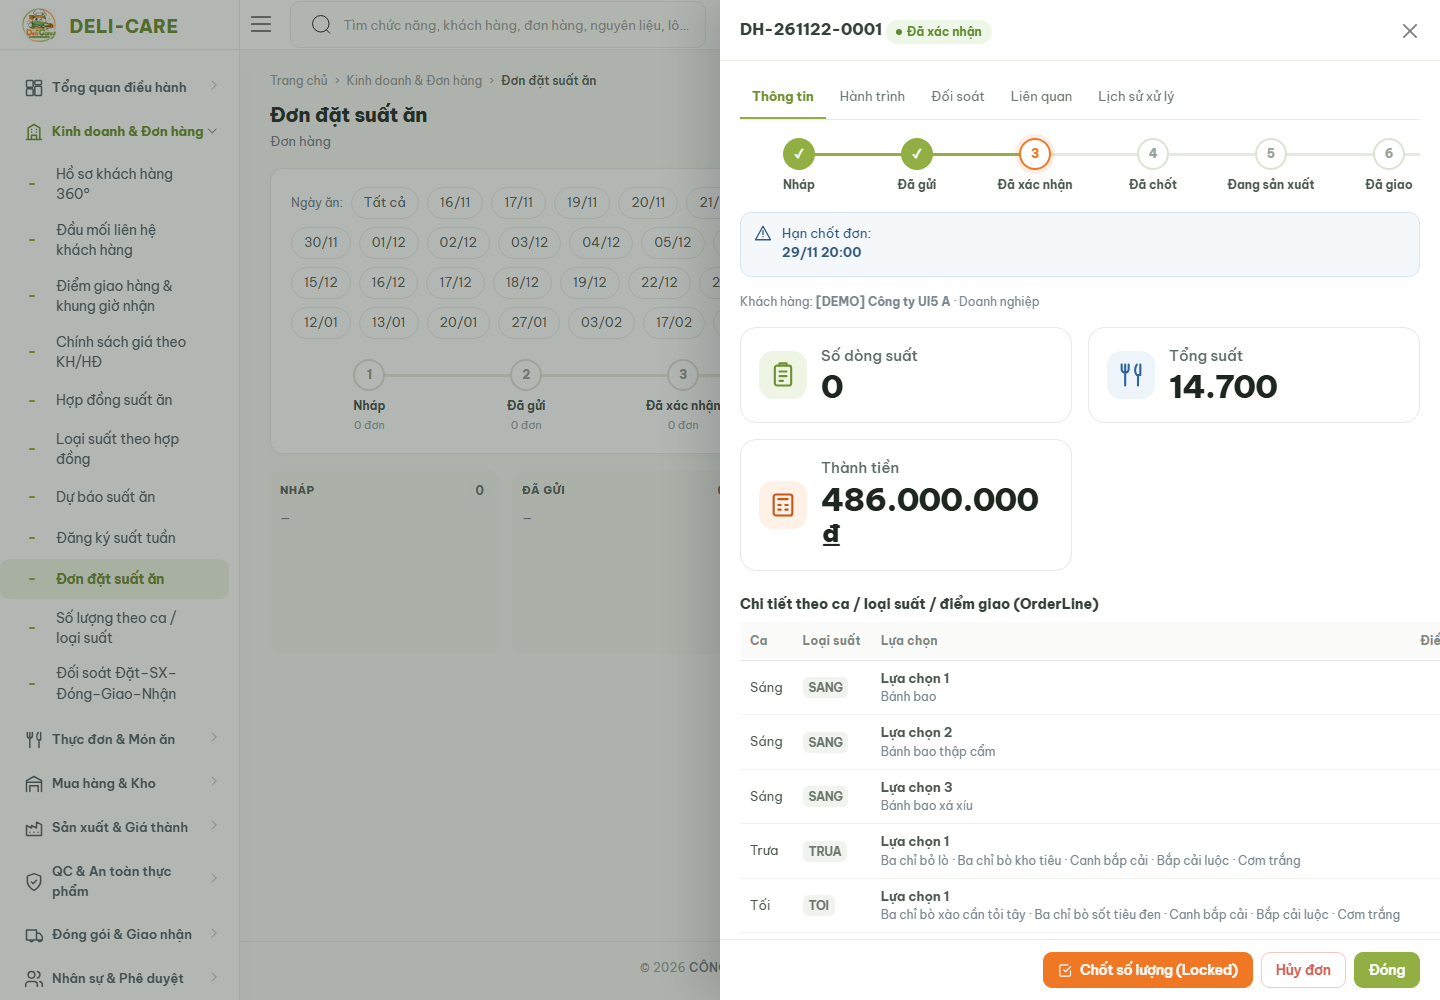 DELI-CARE
Tìm chức năng, khách hàng, đơn hàng, nguyên liệu, lô...
Tổng quan điều hành
Kinh doanh & Đơn hàng
Hồ sơ khách hàng
360°
Đầu mối liên hệ
khách hàng
Điểm giao hàng &
khung giờ nhận
Chính sách giá theo
KH/HĐ
Hợp đồng suất ăn
Loại suất theo hợp
đồng
Dự báo suất ăn
Đăng ký suất tuần
Đơn đặt suất ăn
Số lượng theo ca /
loại suất
Đối soát Đặt-SX-
Đóng-Giao-Nhận
Thực đơn & Món ăn
Mua hàng & Kho
Sản xuất & Giá thành
QC & An toàn thực
phẩm
Đóng gói & Giao nhận
Nhân sự & Phê duyệt
Trang chủ › Kinh doanh & Đơn hàng › Đơn đặt suất ăn
Đơn đặt suất ăn
Đơn hàng
Ngày ăn: Tất cả 16/11 17/11 19/11 20/11 21/
30/11 01/12 02/12 03/12 04/12 05/12
15/12 16/12 17/12 18/12 19/12 22/12 2
12/01 13/01 20/01 27/01 03/02 17/02
1 2 3
Nháp Đã gửi Đã xác nhận
0 đơn 0 đơn 0 đơn
NHÁP 0 ĐÃ GỬI
– –
© 2026 CÔNG
DH-261122-0001 Đã xác nhận
Thông tin Hành trình Đối soát Liên quan Lịch sử xử lý
✓ ✓ 3 4 5 6
Nháp Đã gửi Đã xác nhận Đã chốt Đang sản xuất Đã giao
Hạn chốt đơn:
29/11 20:00
Khách hàng: [DEMO] Công ty UI5 A · Doanh nghiệp
Số dòng suất
0
Tổng suất
14.700
Thành tiền
486.000.000
₫
Chi tiết theo ca / loại suất / điểm giao (OrderLine)
Ca Loại suất Lựa chọn Điể
Sáng SANG Lựa chọn 1
Bánh bao
Sáng SANG Lựa chọn 2
Bánh bao thập cẩm
Sáng SANG Lựa chọn 3
Bánh bao xá xíu
Trưa TRUA Lựa chọn 1
Ba chỉ bỏ lò · Ba chỉ bò kho tiêu · Canh bắp cải · Bắp cải luộc · Cơm trắng
Tối TOI Lựa chọn 1
Ba chỉ bò xào cần tỏi tây · Ba chỉ bò sốt tiêu đen · Canh bắp cải · Bắp cải luộc · Cơm trắng
Chốt số lượng (Locked) Hủy đơn Đóng